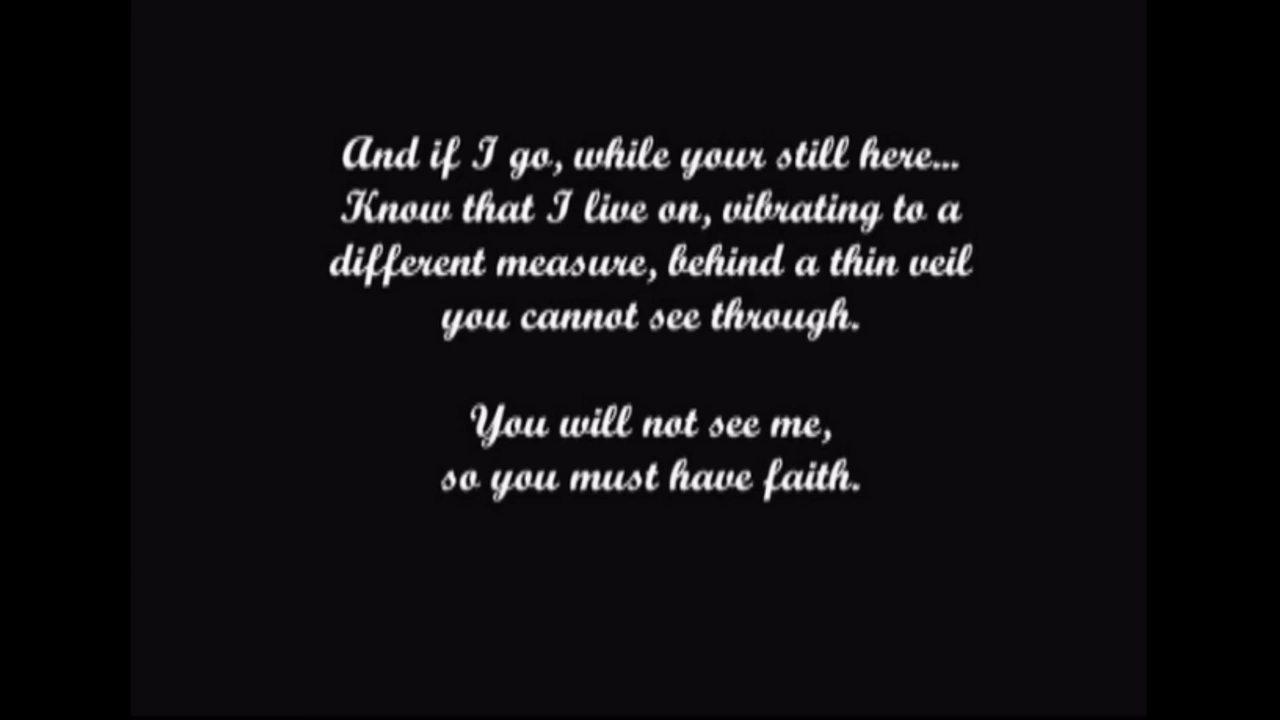 And if I go, while your still here...
Know that I live on, vibrating to a
different measure, behind a thin veil
you cannot see through.
You will not see me,
so you must have faith.